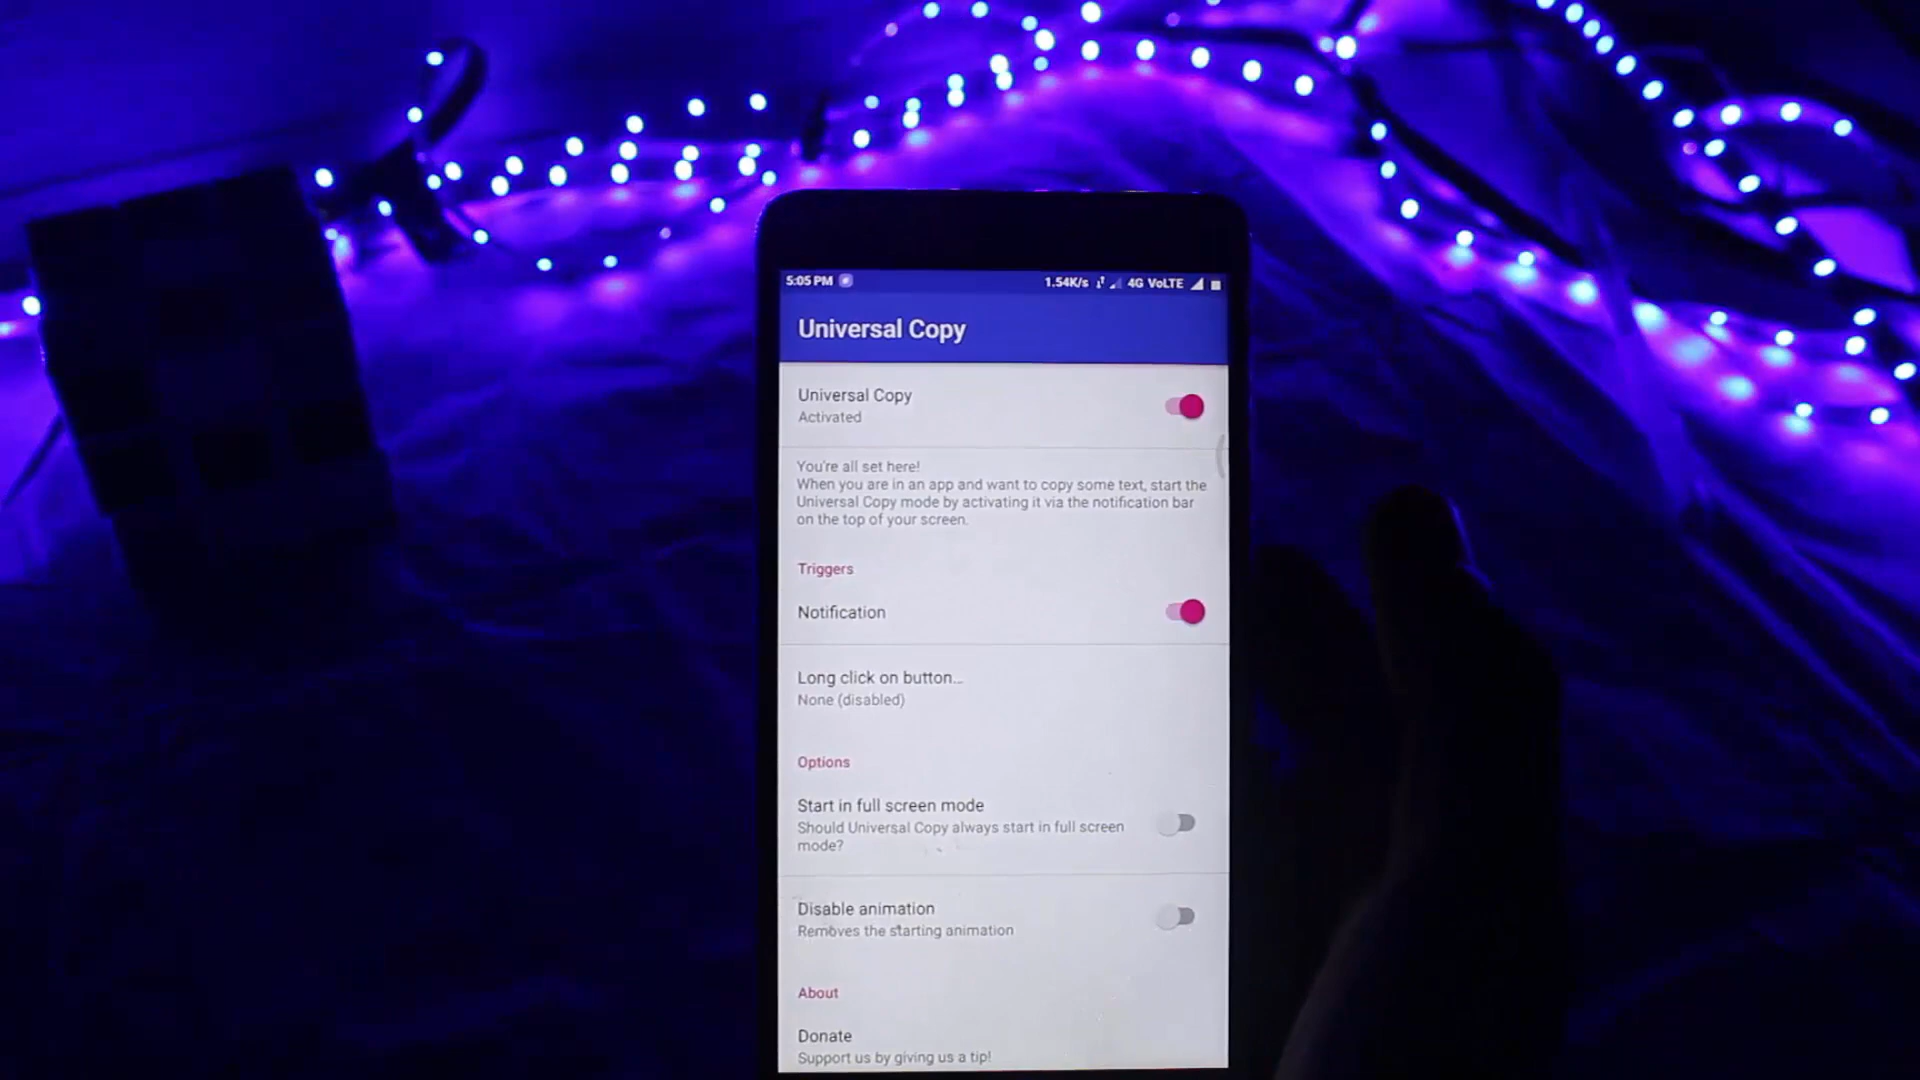 5:05 PM
1.54K/s 4G VoLTE
Universal Copy
Universal Copy
Activated
You're all set here!
When you are in an app and want to copy some text, start the
Universal Copy mode by activating it via the notification bar
on the top of your screen.
Triggers
Notification
Long click on button...
None (disabled)
Options
Start in full screen mode
Should Universal Copy always start in full screen
mode?
Disable animation
Removes the starting animation
About
Donate
Support us by giving us a tip!